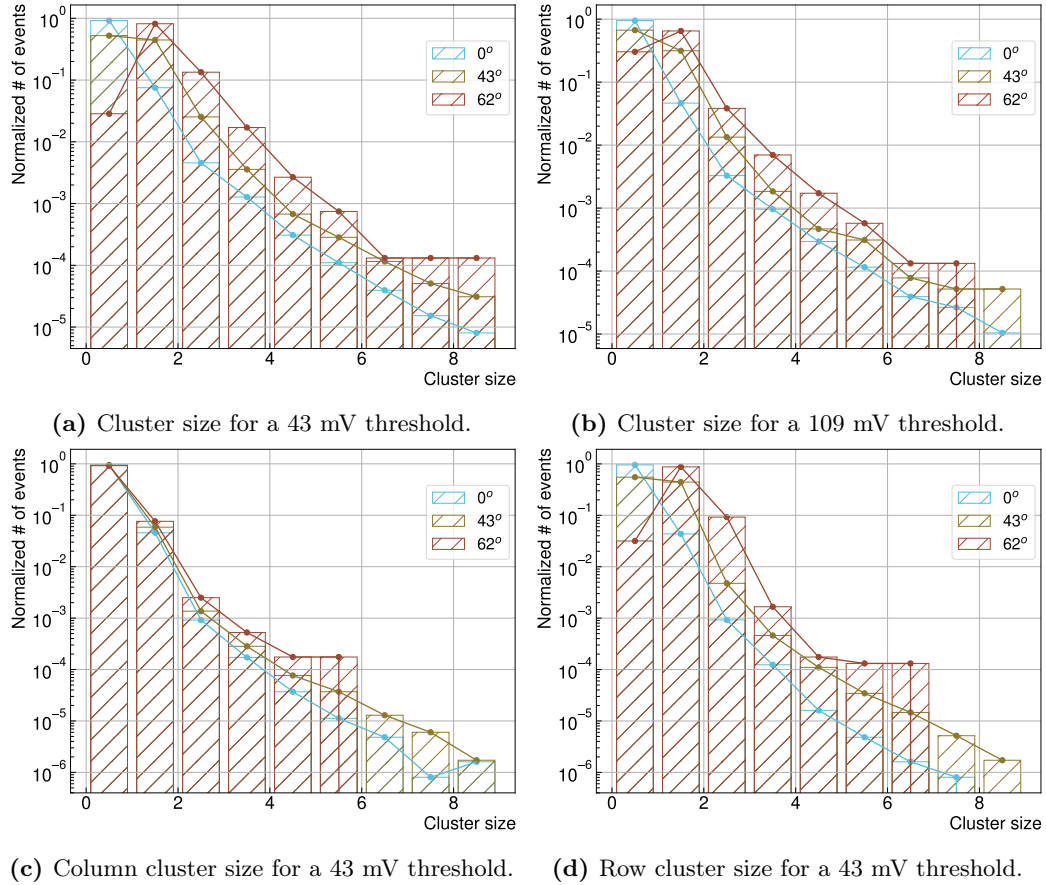 Normalized # of events
10^0
10^-1
10^-2
10^-3
10^-4
10^-5
0°
43°
62°
0 2 4 6 8
Cluster size
(a) Cluster size for a 43 mV threshold.
Normalized # of events
10^0
10^-1
10^-2
10^-3
10^-4
10^-5
0°
43°
62°
0 2 4 6 8
Cluster size
(b) Cluster size for a 109 mV threshold.
Normalized # of events
10^0
10^-1
10^-2
10^-3
10^-4
10^-5
10^-6
0°
43°
62°
0 2 4 6 8
Cluster size
(c) Column cluster size for a 43 mV threshold.
Normalized # of events
10^0
10^-1
10^-2
10^-3
10^-4
10^-5
10^-6
0°
43°
62°
0 2 4 6 8
Cluster size
(d) Row cluster size for a 43 mV threshold.